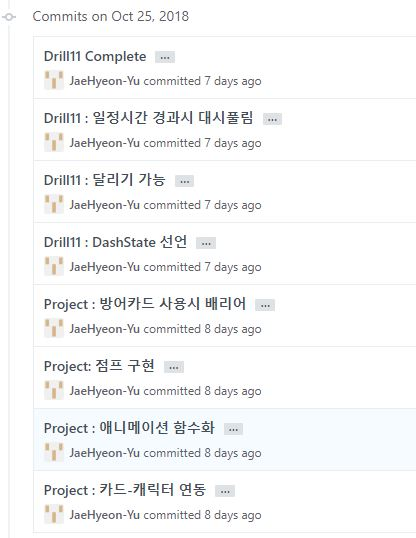 Commits on Oct 25, 2018
Drill11 Complete ...
JaeHyeon-Yu committed 7 days ago
Drill11 : 일정시간 경과시 대시풀림 ...
JaeHyeon-Yu committed 7 days ago
Drill11 : 달리기 가능 ...
JaeHyeon-Yu committed 7 days ago
Drill11 : DashState 선언 ...
JaeHyeon-Yu committed 7 days ago
Project : 방어카드 사용시 배리어 ...
JaeHyeon-Yu committed 8 days ago
Project: 점프 구현 ...
JaeHyeon-Yu committed 8 days ago
Project : 애니메이션 함수화 ...
JaeHyeon-Yu committed 8 days ago
Project : 카드-캐릭터 연동 ...
JaeHyeon-Yu committed 8 days ago